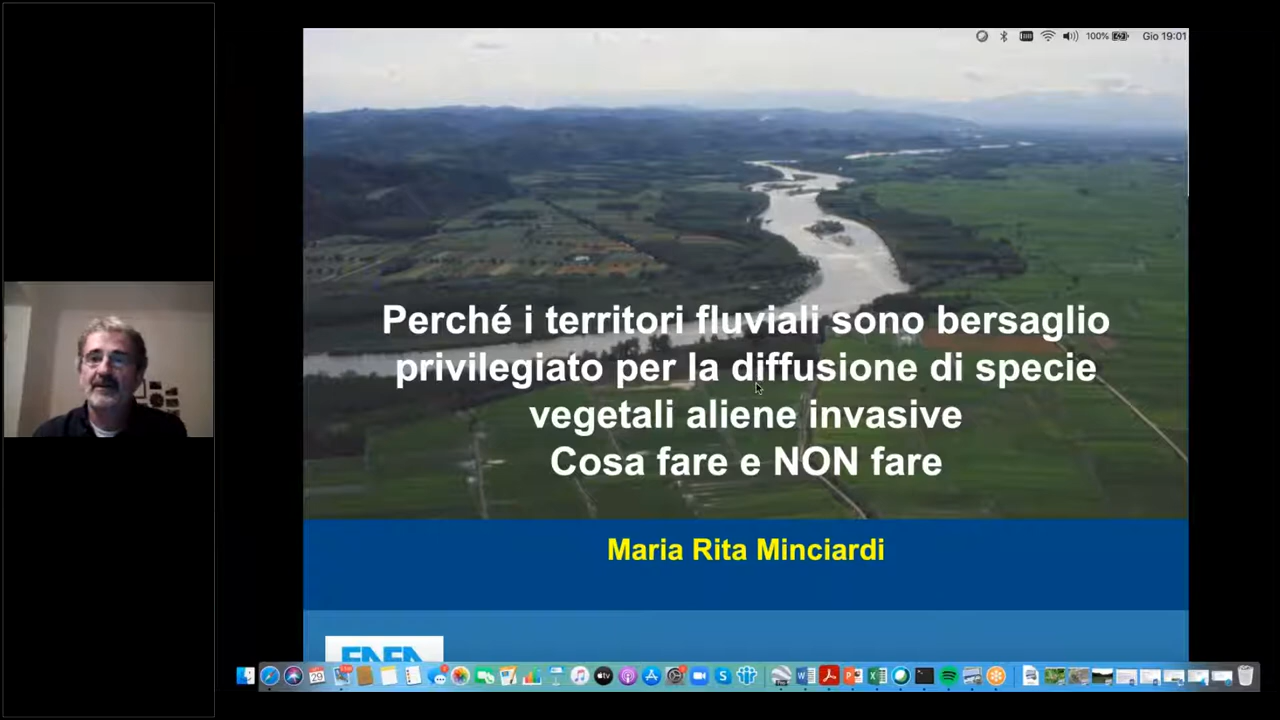 100% Gio 19:01
Perché i territori fluviali sono bersaglio
privilegiato per la diffusione di specie
vegetali aliene invasive
Cosa fare e NON fare
Maria Rita Minciardi
ENEA